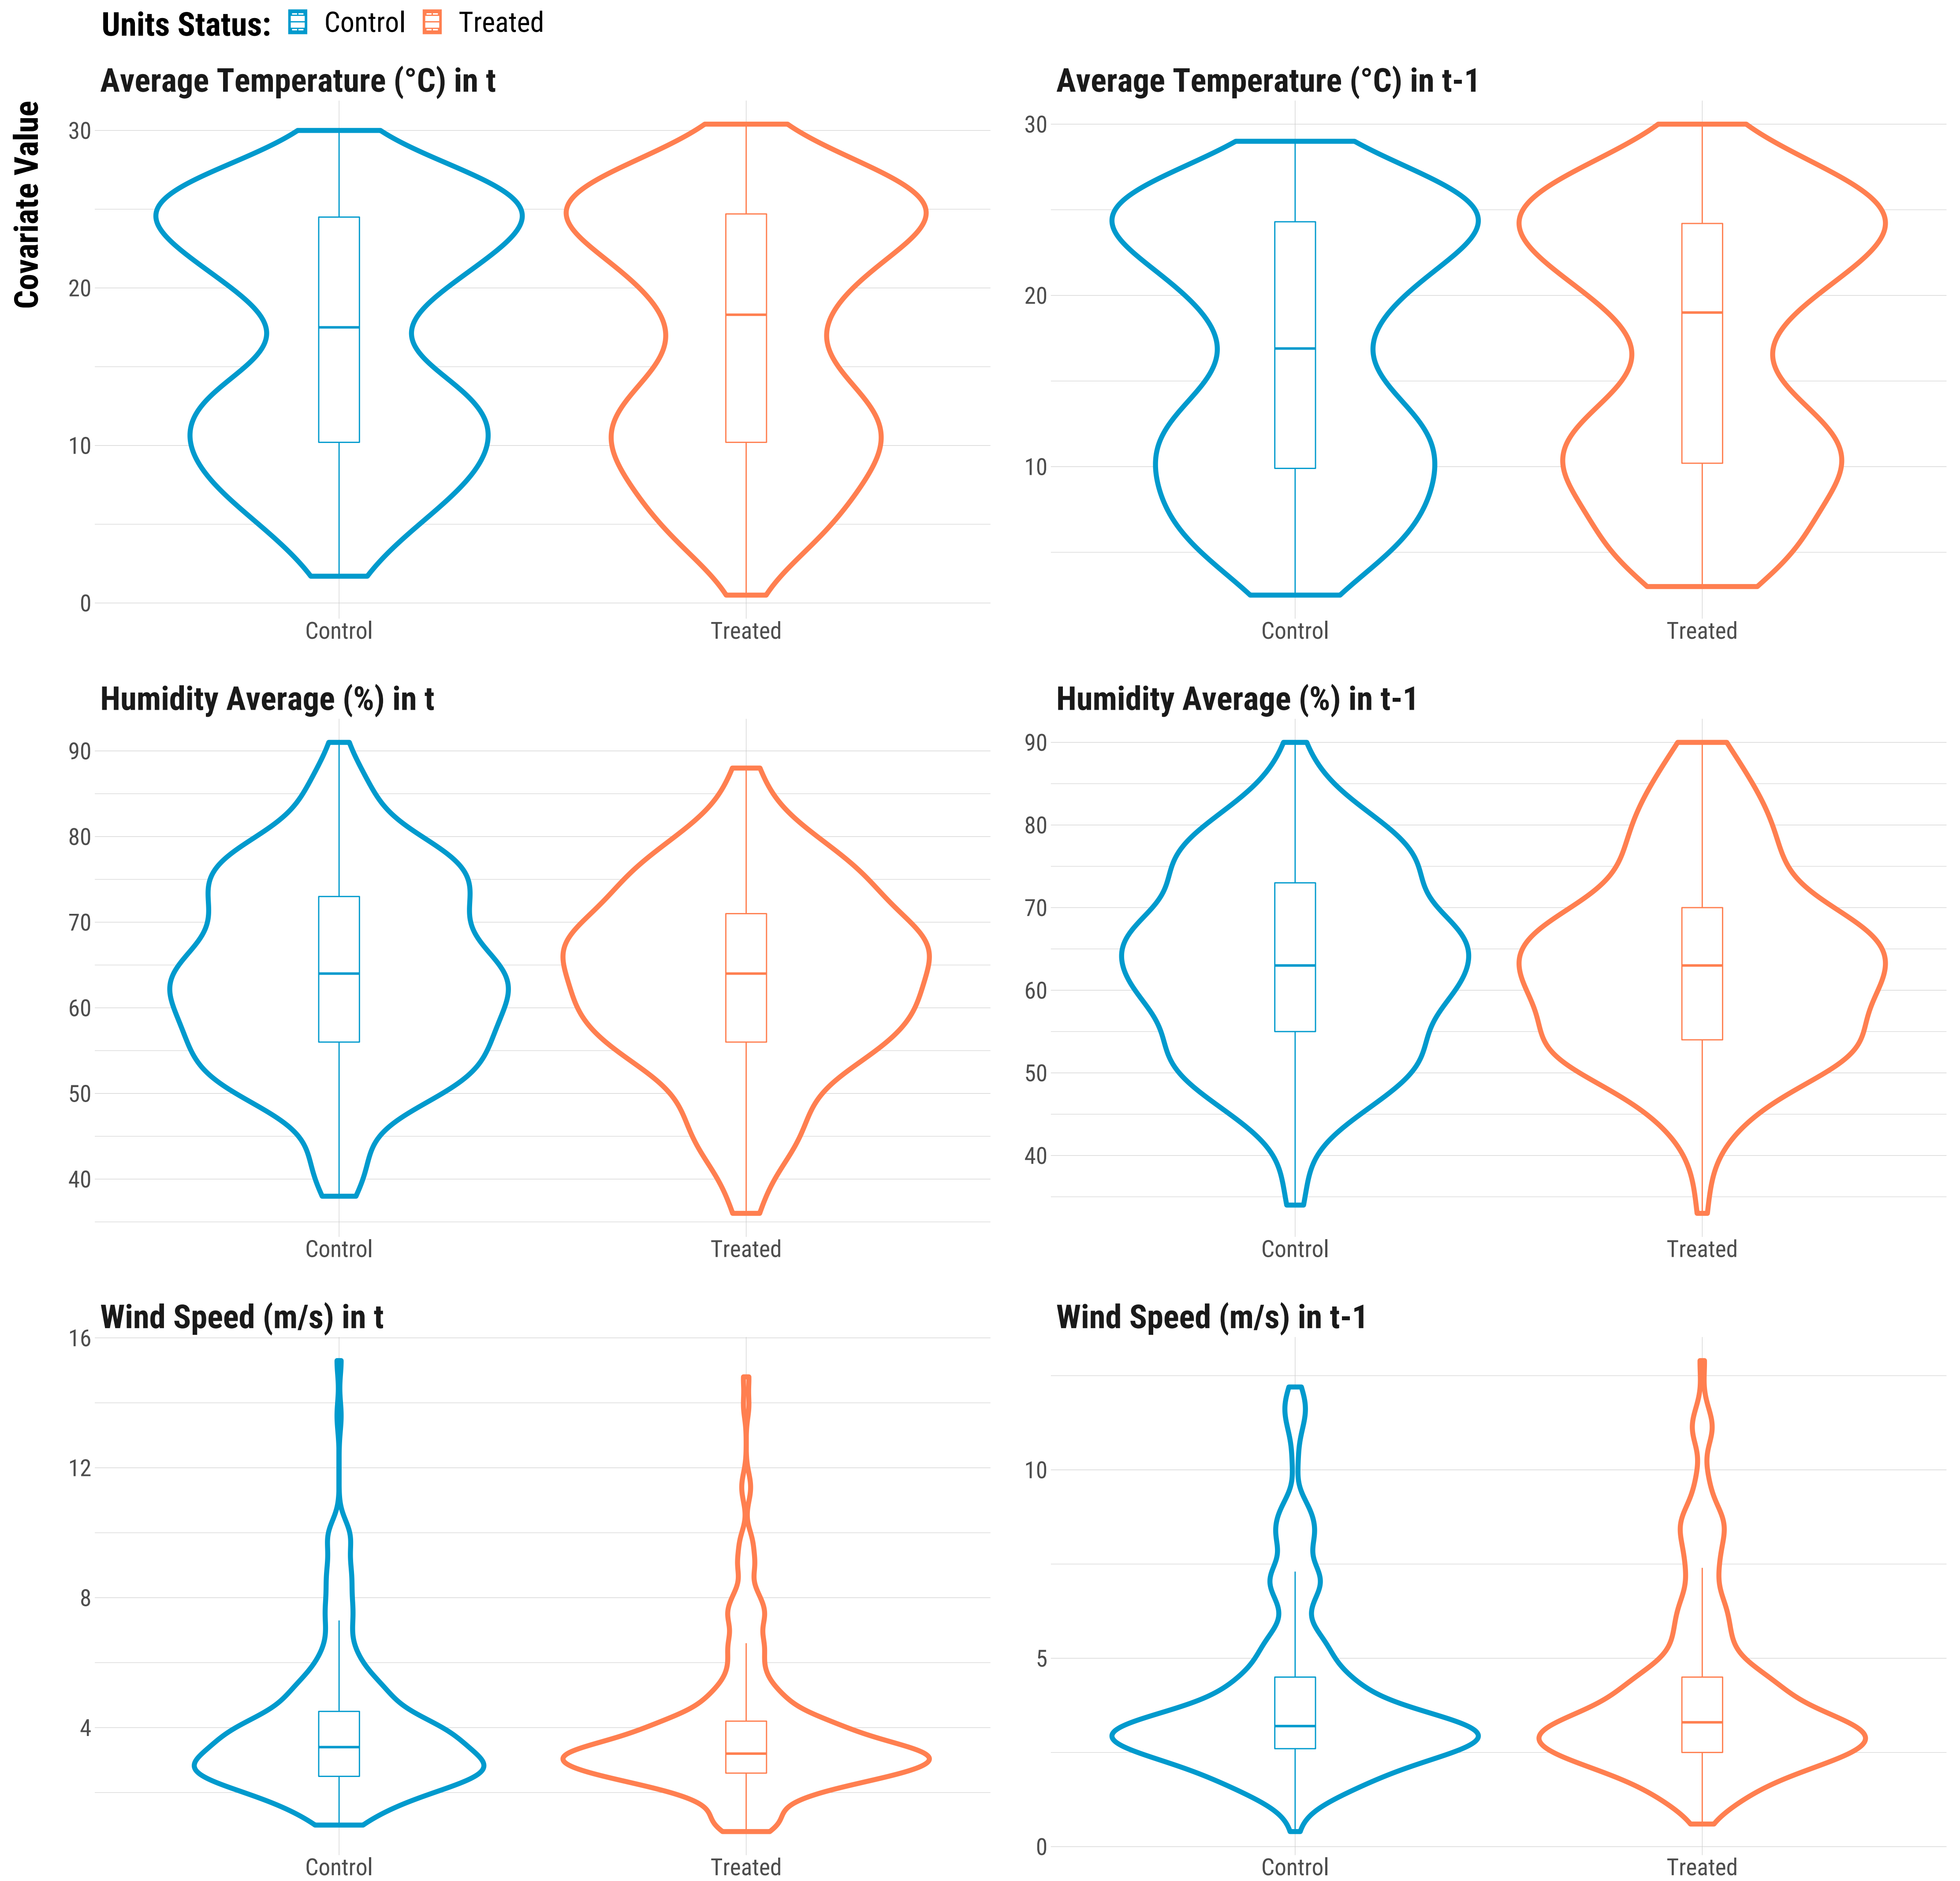 Units Status: Control Treated
Covariate Value
Average Temperature (°C) in t
30
20
10
0
Control Treated
Average Temperature (°C) in t-1
30
20
10
Control Treated
Humidity Average (%) in t
90
80
70
60
50
40
Control Treated
Humidity Average (%) in t-1
90
80
70
60
50
40
Control Treated
Wind Speed (m/s) in t
16
12
8
4
Control Treated
Wind Speed (m/s) in t-1
10
5
0
Control Treated